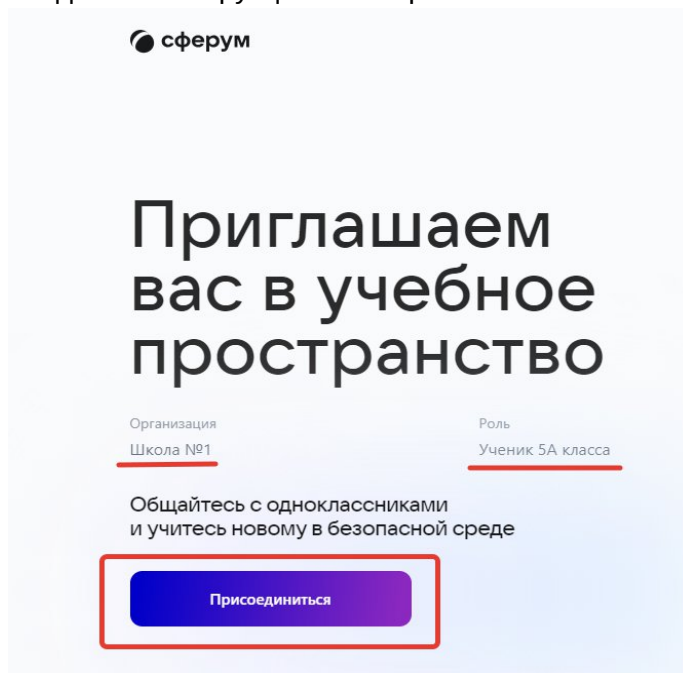 сферум
Приглашаем
вас в учебное
пространство
Организация Роль
Школа №1 Ученик 5А класса
Общайтесь с одноклассниками
и учитесь новому в безопасной среде
Присоединиться